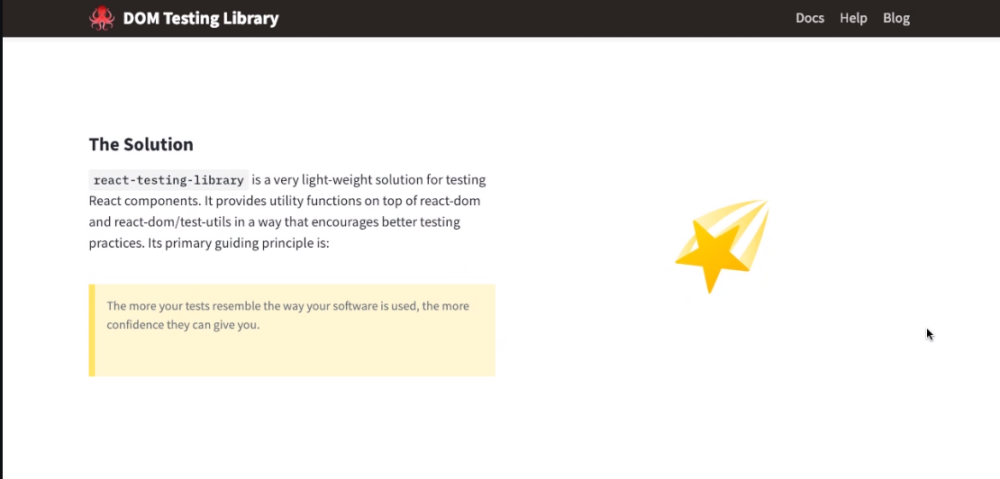 DOM Testing Library
Docs Help Blog
The Solution
react-testing-library is a very light-weight solution for testing
React components. It provides utility functions on top of react-dom
and react-dom/test-utils in a way that encourages better testing
practices. Its primary guiding principle is:
The more your tests resemble the way your software is used, the more
confidence they can give you.